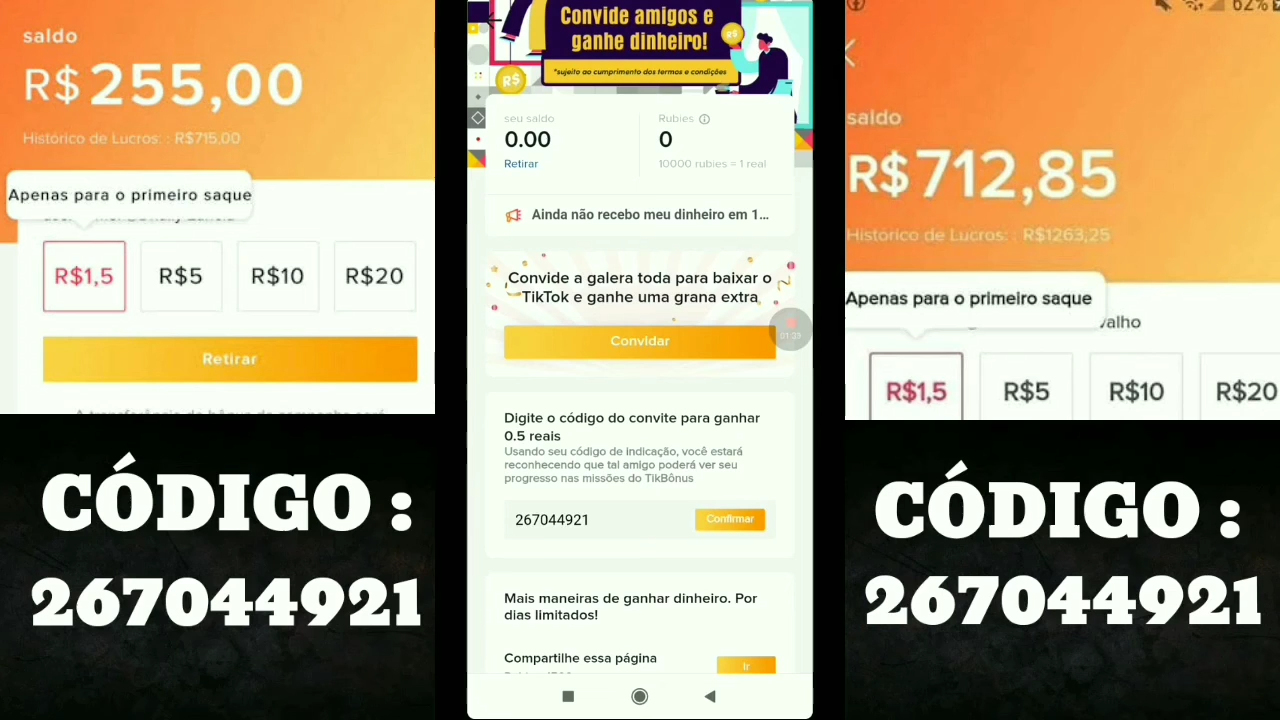 saldo
R$ 255,00
Histórico de Lucros: : R$715,00
Apenas para o primeiro saque
R$1,5
R$5
R$10
R$20
Retirar
CÓDIGO :
267044921
Convide amigos e
ganhe dinheiro!
*sujeito ao cumprimento dos termos e condições
R$
R$
seu saldo
0.00
Retirar
Rubies
0
10000 rubies = 1 real
Ainda não recebo meu dinheiro em 1...
Convide a galera toda para baixar o
TikTok e ganhe uma grana extra
Convidar
Digite o código do convite para ganhar
0.5 reais
Usando seu código de indicação, você estará
reconhecendo que tal amigo poderá ver seu
progresso nas missões do TikBônus
267044921
Confirmar
Mais maneiras de ganhar dinheiro. Por
dias limitados!
Compartilhe essa página
Ir
62%
saldo
R$ 712,85
Histórico de Lucros: : R$1263,25
Apenas para o primeiro saque
valho
R$1,5
R$5
R$10
R$20
CÓDIGO :
267044921